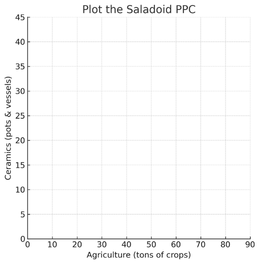 Plot the Saladoid PPC
Ceramics (pots & vessels)
45
40
35
30
25
20
15
10
5
0
0 10 20 30 40 50 60 70 80 90
Agriculture (tons of crops)